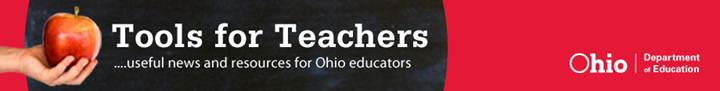 Tools for Teachers
....useful news and resources for Ohio educators
Ohio
Department
of Education